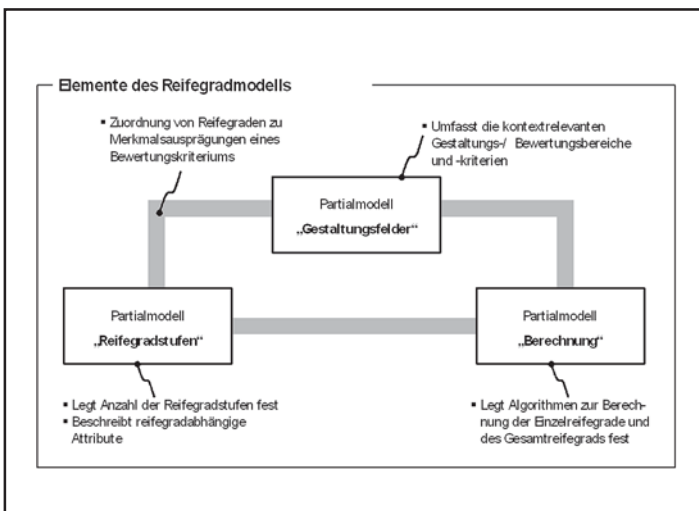 Elemente des Reifegradmodells
▪ Zuordnung von Reifegraden zu
Merkmalsausprägungen eines
Bewertungskriteriums
▪ Umfasst die kontextrelevanten
Gestaltungs-/ Bewertungsbereiche
und -kriterien
Partialmodell
„Gestaltungsfelder“
Partialmodell
„Reifegradstufen“
Partialmodell
„Berechnung“
▪ Legt Anzahl der Reifegradstufen fest
▪ Beschreibt reifegradabhängige
Attribute
▪ Legt Algorithmen zur Berech-
nung der Einzelreifegrade und
des Gesamtreifegrads fest